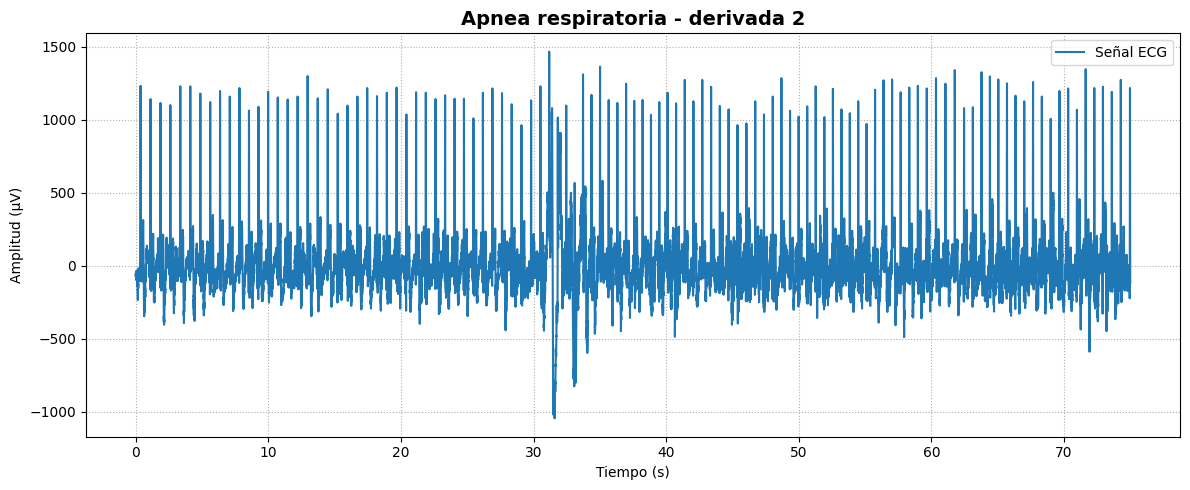 Apnea respiratoria - derivada 2
Señal ECG
Amplitud (µV)
1500
1000
500
0
−500
−1000
0 10 20 30 40 50 60 70
Tiempo (s)